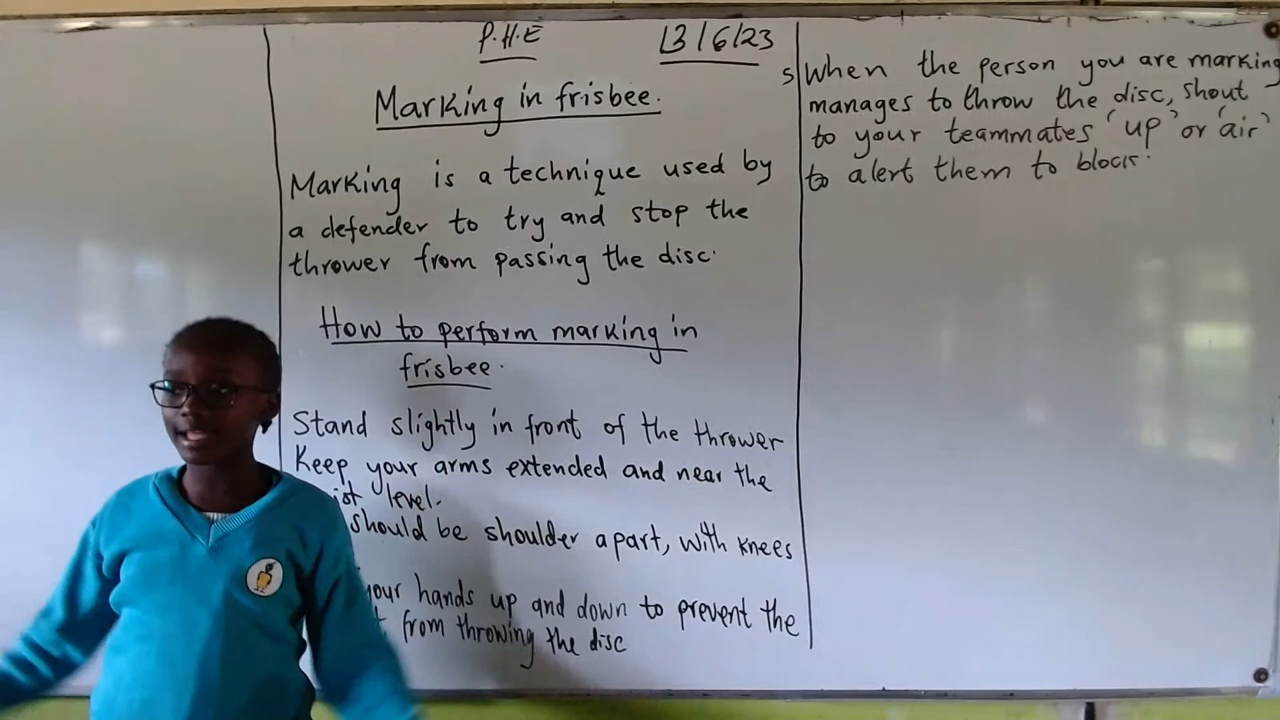 P.H.E 13/6/23
Marking in frisbee.
Marking is a technique used by
a defender to try and stop the
thrower from passing the disc.
How to perform marking in
frisbee.
Stand slightly in front of the thrower
Keep your arms extended and near the
level.
should be shoulder apart, with knees
your hands up and down to prevent the
from throwing the disc
s When the person you are marking
manages to throw the disc, shout
to your teammates 'up' or 'air'
to alert them to block.